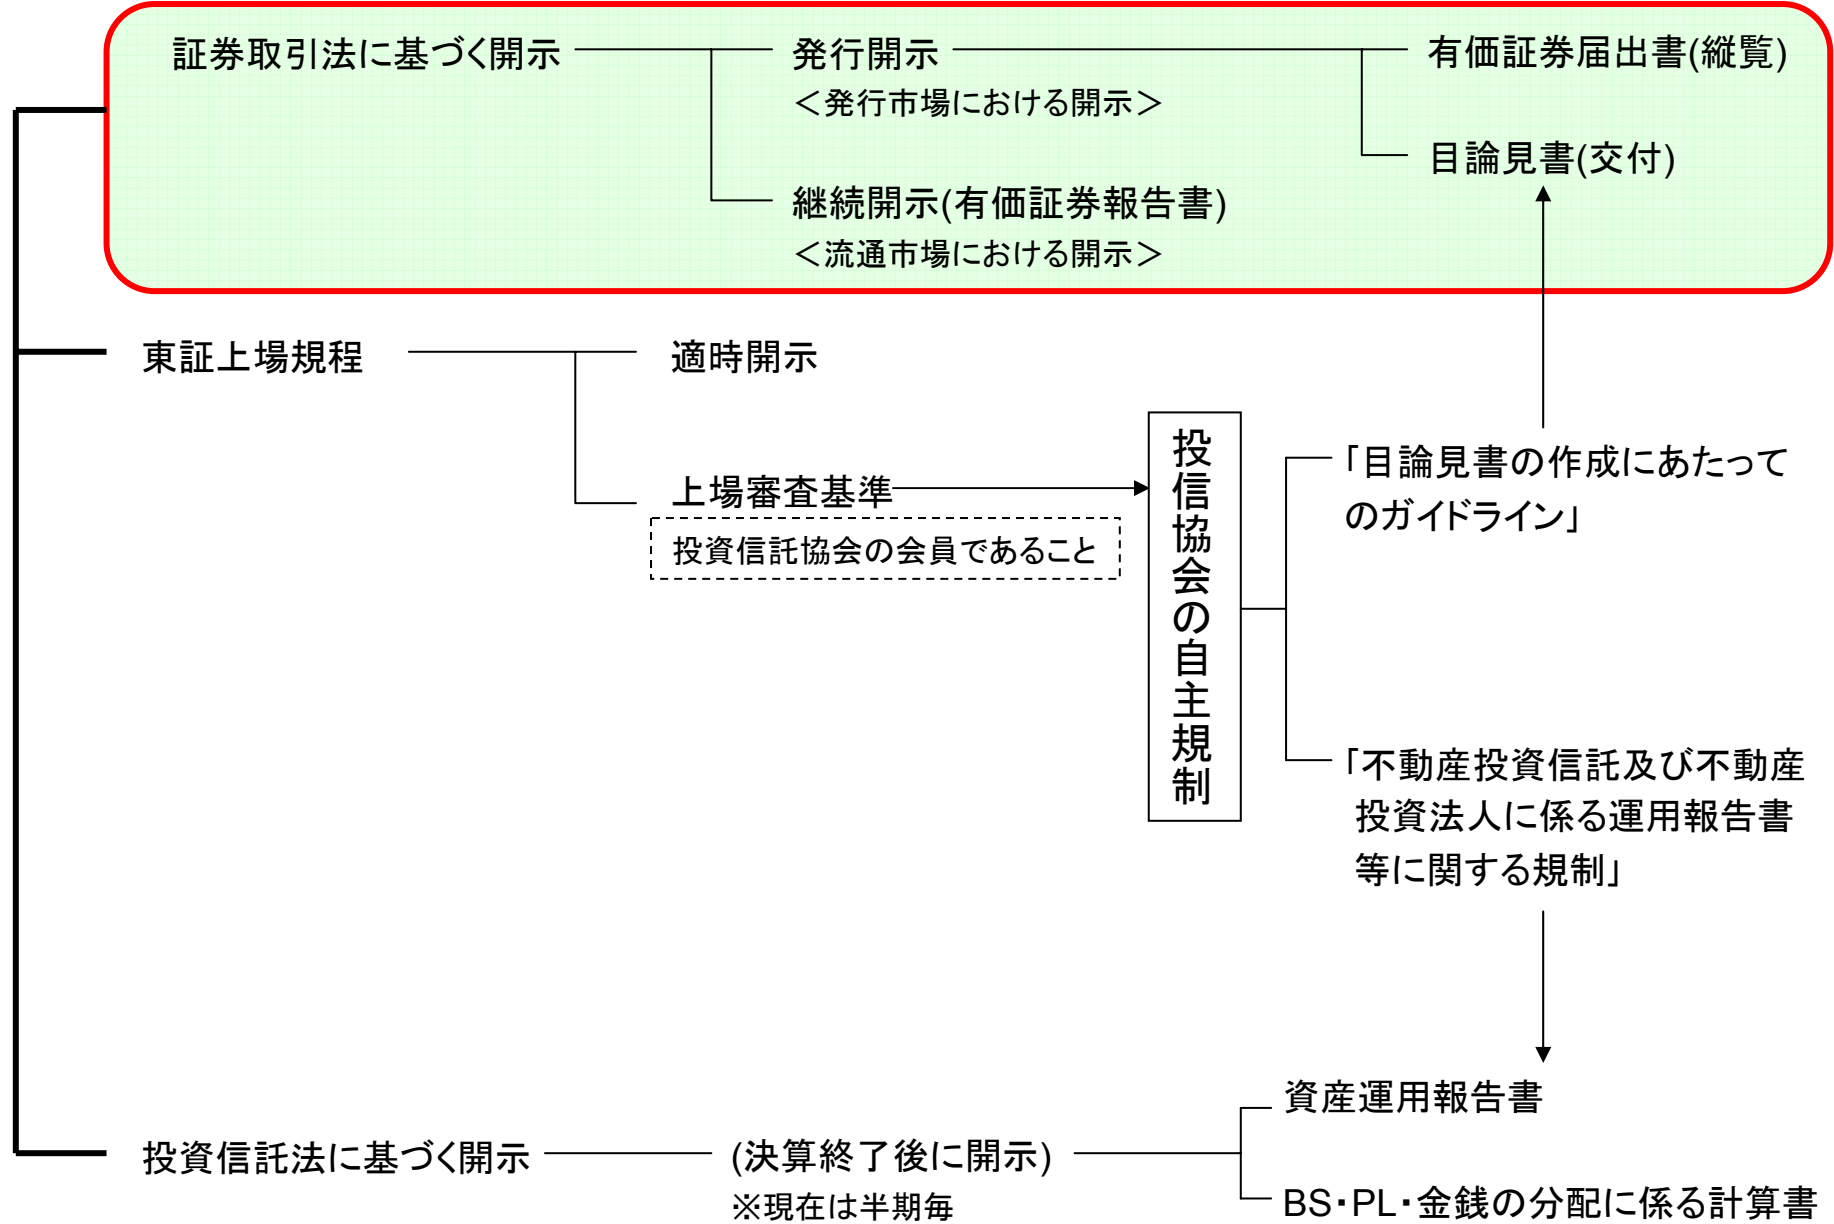 証券取引法に基づく開示
発行開示
有価証券届出書(縦覧)
＜発行市場における開示＞
目論見書(交付)
継続開示(有価証券報告書)
＜流通市場における開示＞
東証上場規程
適時開示
上場審査基準
投資信託協会の会員であること
投信協会の自主規制
「目論見書の作成にあたって
のガイドライン」
「不動産投資信託及び不動産
投資法人に係る運用報告書
等に関する規制」
資産運用報告書
投資信託法に基づく開示
(決算終了後に開示)
※現在は半期毎
BS・PL・金銭の分配に係る計算書